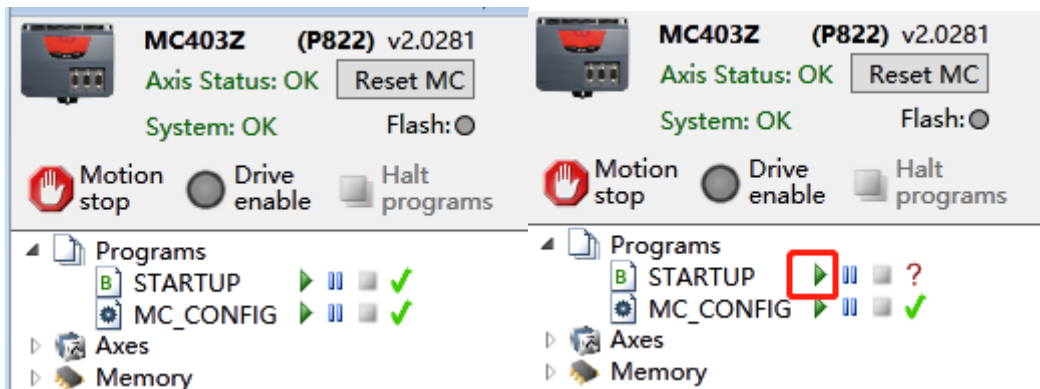 MC403Z (P822) v2.0281
Axis Status: OK Reset MC
System: OK Flash:
Motion stop
Drive enable
Halt programs
Programs
B STARTUP
MC_CONFIG
Axes
Memory
MC403Z (P822) v2.0281
Axis Status: OK Reset MC
System: OK Flash:
Motion stop
Drive enable
Halt programs
Programs
B STARTUP ?
MC_CONFIG
Axes
Memory